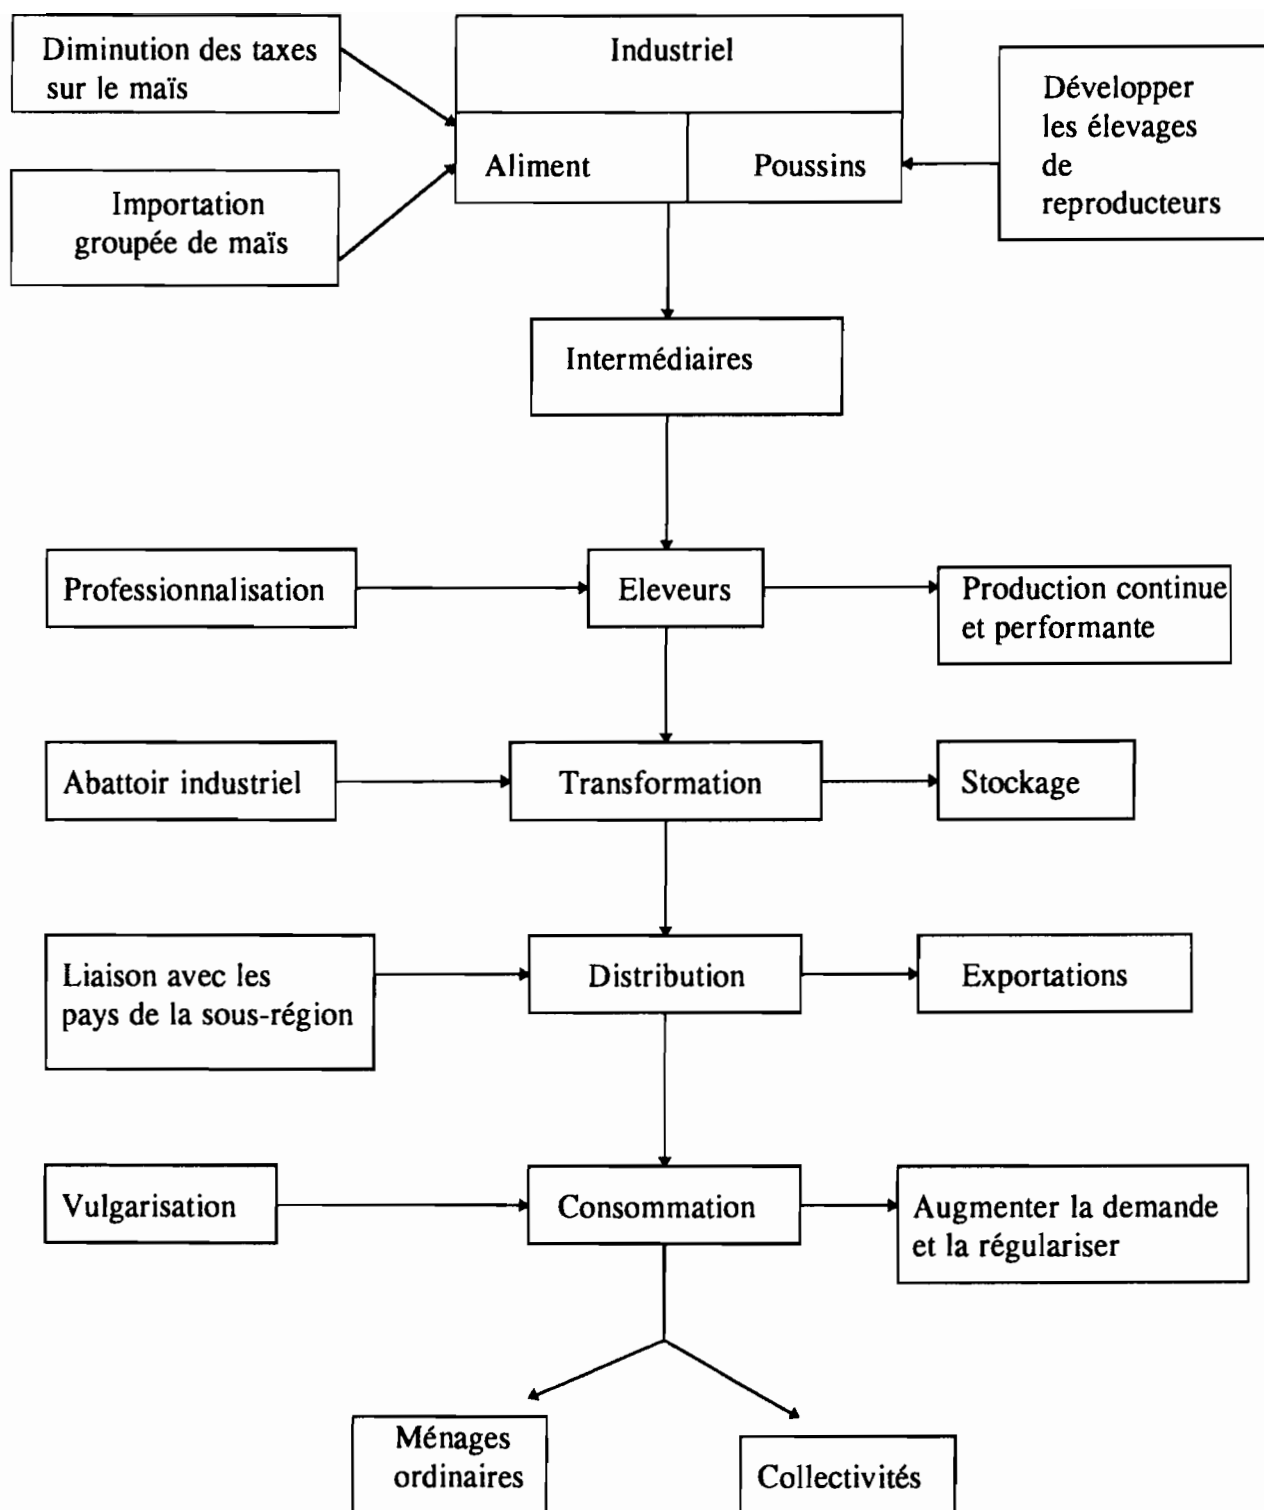 Diminution des taxes
sur le maïs
Industriel
Développer
les élevages
de
reproducteurs
Aliment
Poussins
Importation
groupée de maïs
Intermédiaires
Professionnalisation
Eleveurs
Production continue
et performante
Abattoir industriel
Transformation
Stockage
Liaison avec les
pays de la sous-région
Distribution
Exportations
Vulgarisation
Consommation
Augmenter la demande
et la régulariser
Ménages
ordinaires
Collectivités